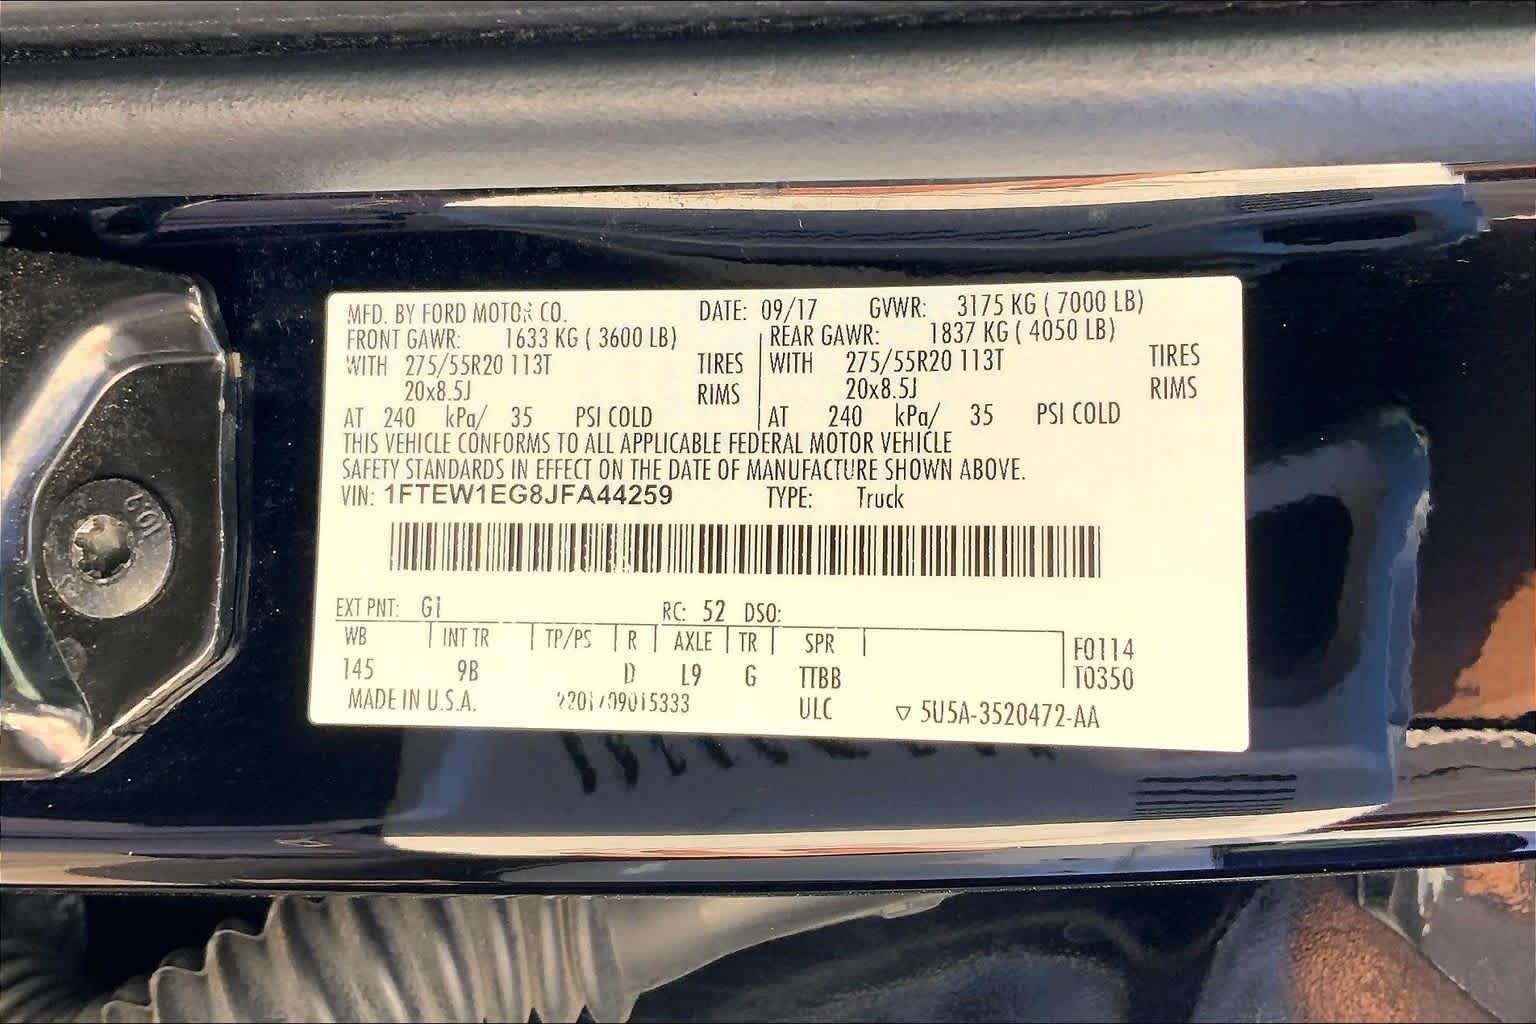 MFD. BY FORD MOTOR CO. DATE: 09/17 GVWR: 3175 KG ( 7000 LB)
FRONT GAWR: 1633 KG ( 3600 LB) REAR GAWR: 1837 KG ( 4050 LB)
WITH 275/55R20 113T TIRES WITH 275/55R20 113T TIRES
20x8.5J RIMS 20x8.5J RIMS
AT 240 kPa/ 35 PSI COLD AT 240 kPa/ 35 PSI COLD
THIS VEHICLE CONFORMS TO ALL APPLICABLE FEDERAL MOTOR VEHICLE
SAFETY STANDARDS IN EFFECT ON THE DATE OF MANUFACTURE SHOWN ABOVE.
VIN: 1FTEW1EG8JFA44259 TYPE: Truck
EXT PNT: G1 RC: 52 DSO:
WB INT TR TP/PS R AXLE TR SPR F0114
145 9B D L9 G TTBB T0350
MADE IN U.S.A. ULC ▽ 5U5A-3520472-AA